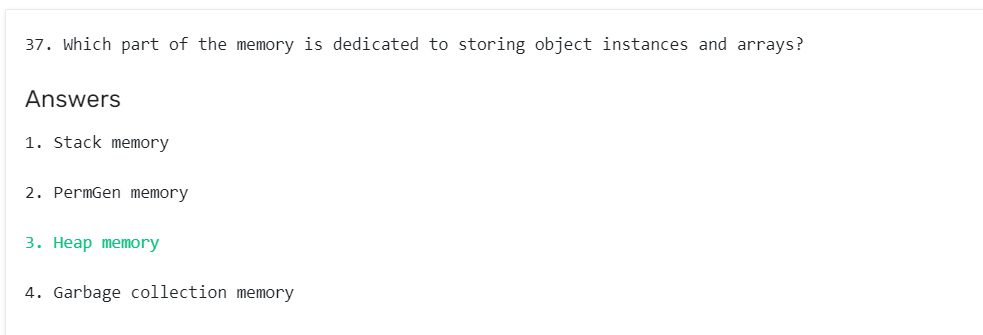 37. Which part of the memory is dedicated to storing object instances and arrays?
Answers
1. Stack memory
2. PermGen memory
3. Heap memory
4. Garbage collection memory